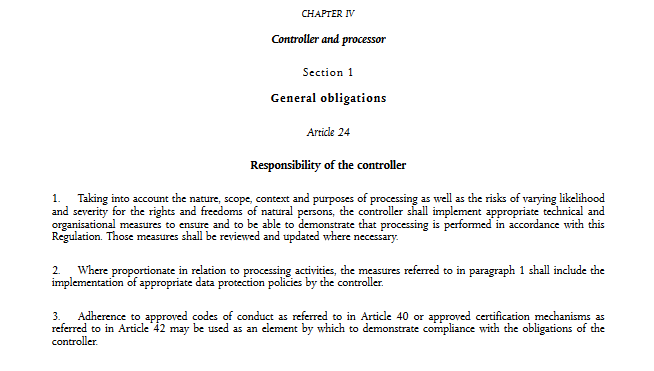 CHAPTER IV
Controller and processor
Section 1
General obligations
Article 24
Responsibility of the controller
1. Taking into account the nature, scope, context and purposes of processing as well as the risks of varying likelihood
and severity for the rights and freedoms of natural persons, the controller shall implement appropriate technical and
organisational measures to ensure and to be able to demonstrate that processing is performed in accordance with this
Regulation. Those measures shall be reviewed and updated where necessary.
2. Where proportionate in relation to processing activities, the measures referred to in paragraph 1 shall include the
implementation of appropriate data protection policies by the controller.
3. Adherence to approved codes of conduct as referred to in Article 40 or approved certification mechanisms as
referred to in Article 42 may be used as an element by which to demonstrate compliance with the obligations of the
controller.